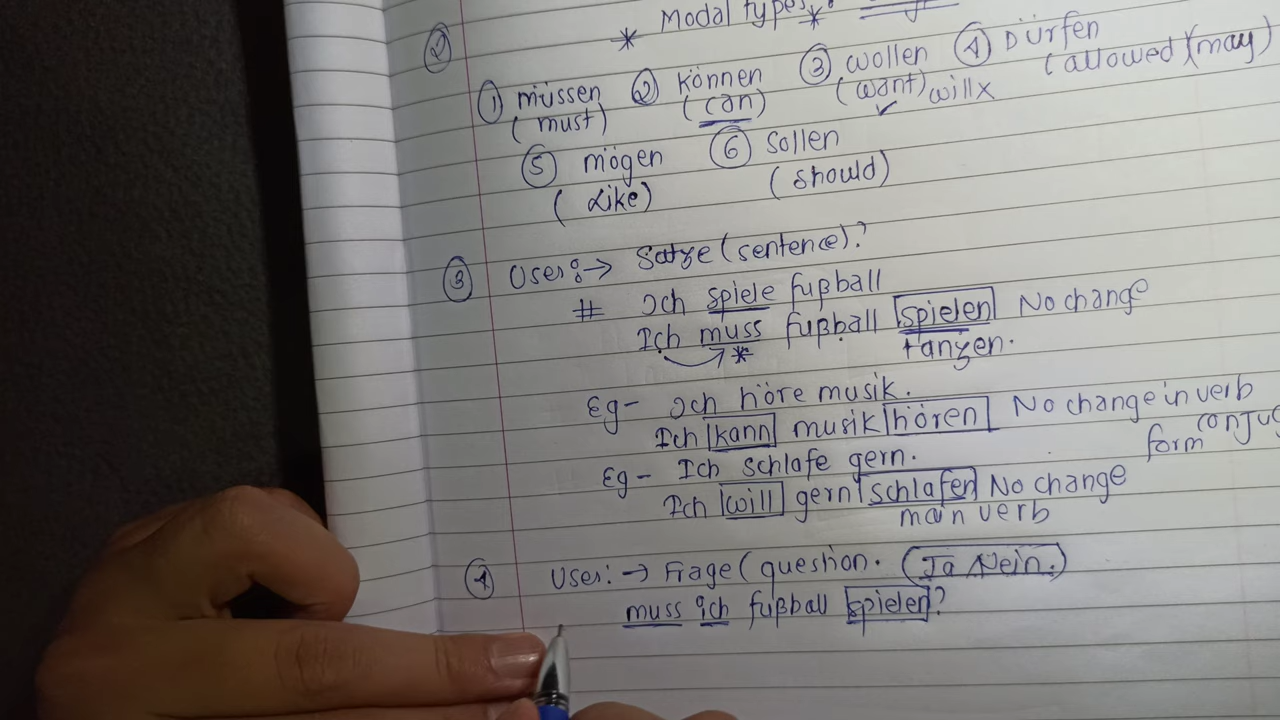 * Modal types *
② ① müssen ② können ③ wollen ④ Dürfen
(must) (can) (want) will x (allowed)(may)
⑤ mögen ⑥ sollen
(Like) (should)
③ Uses:→ Sätze (sentence).?
# Ich spiele fußball
Ich muss fußball spielen No change
* tanzen.
Eg- Ich höre musik.
Ich kann musik hören No change in verb
form conjug
Eg- Ich schlafe gern.
Ich will gern schlafen No change
main verb
④ Uses:→ Frage (question. (Ja Nein.)
muss ich fußball spielen?